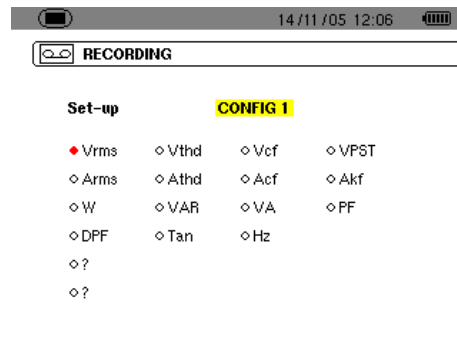 14/11/05 12:06
RECORDING
Set-up CONFIG 1
Vrms Vthd Vcf VPST
Arms Athd Acf Akf
W VAR VA PF
DPF Tan Hz
?
?